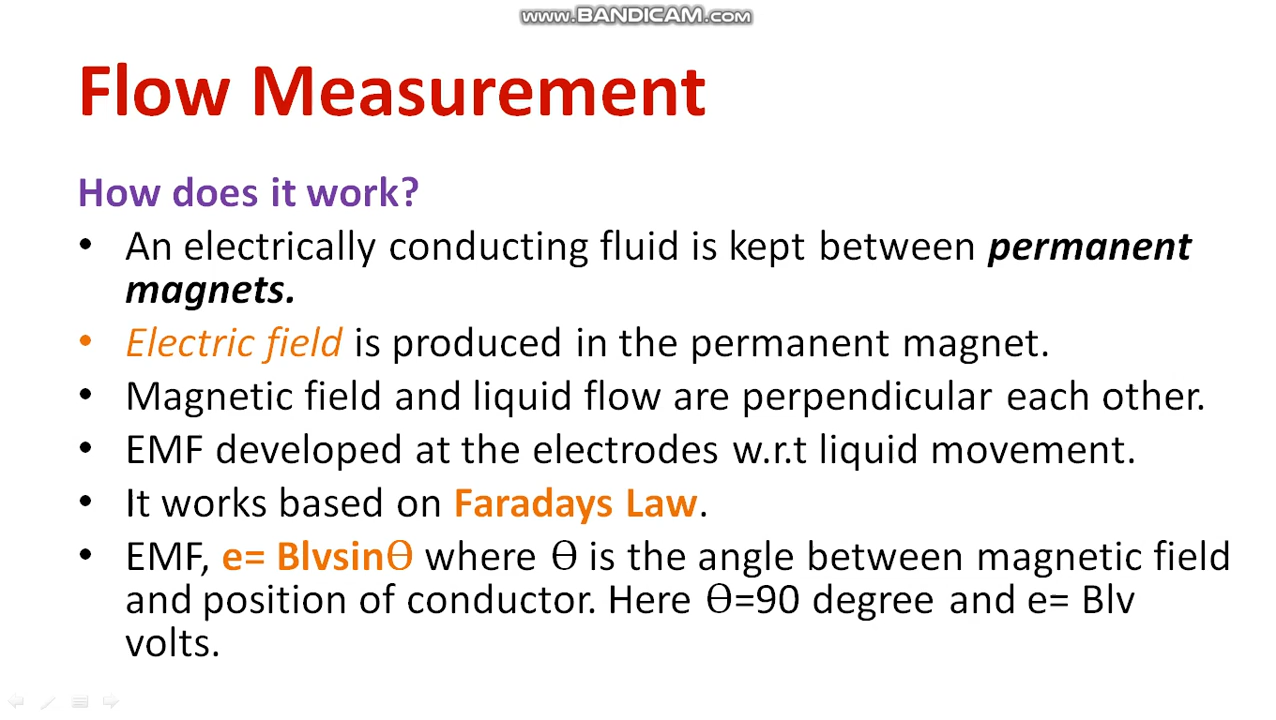 www.BANDICAM.com
Flow Measurement
How does it work?
• An electrically conducting fluid is kept between permanent
magnets.
• Electric field is produced in the permanent magnet.
• Magnetic field and liquid flow are perpendicular each other.
• EMF developed at the electrodes w.r.t liquid movement.
• It works based on Faradays Law.
• EMF, e= BlvsinƟ where Ɵ is the angle between magnetic field
and position of conductor. Here Ɵ=90 degree and e= Blv
volts.